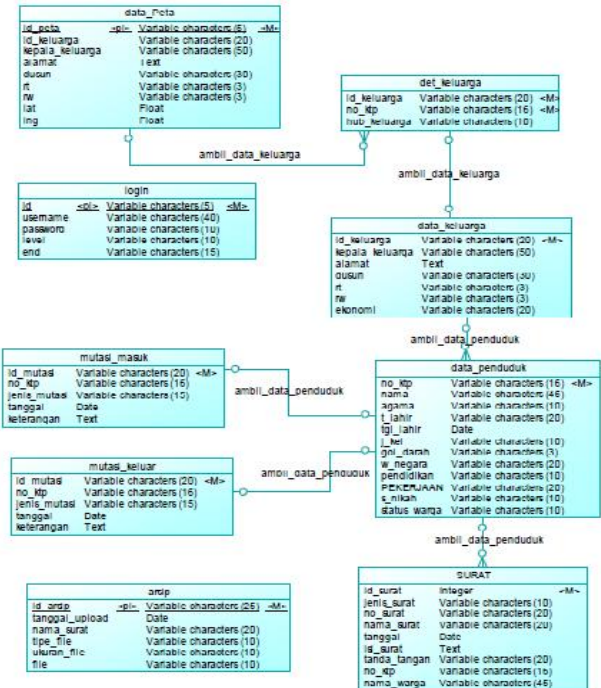 data_Peta
id_peta <pi> Variable characters (5) <M>
id_keluarga Variable characters (20)
kepala_keluarga Variable characters (50)
alamat Text
dusun Variable characters (30)
rt Variable characters (3)
rw Variable characters (3)
lat Float
lng Float
det_keluarga
id_keluarga Variable characters (20) <M>
no_ktp Variable characters (16) <M>
hub_keluarga Variable characters (10)
ambil_data_keluarga
ambil_data_keluarga
login
id <pi> Variable characters (5) <M>
username Variable characters (40)
password Variable characters (10)
level Variable characters (10)
end Variable characters (15)
data_keluarga
id_keluarga Variable characters (20) <M>
kepala_keluarga Variable characters (50)
alamat Text
dusun Variable characters (30)
rt Variable characters (3)
rw Variable characters (3)
ekonomi Variable characters (20)
ambil_data_penduduk
mutasi_masuk
id_mutasi Variable characters (20) <M>
no_ktp Variable characters (16)
jenis_mutasi Variable characters (15)
tanggal Date
keterangan Text
ambil_data_penduduk
data_penduduk
no_ktp Variable characters (16) <M>
nama Variable characters (45)
agama Variable characters (10)
t_lahir Variable characters (20)
tgl_lahir Date
j_kel Variable characters (10)
gol_darah Variable characters (3)
w_negara Variable characters (20)
pendidikan Variable characters (10)
PEKERJAAN Variable characters (20)
s_nikah Variable characters (10)
status_warga Variable characters (10)
mutasi_keluar
id_mutasi Variable characters (20) <M>
no_ktp Variable characters (16)
jenis_mutasi Variable characters (15)
tanggal Date
keterangan Text
ambil_data_penduduk
ambil_data_penduduk
arsip
id_arsip <pi> Variable characters (25) <M>
tanggal_upload Date
nama_surat Variable characters (20)
tipe_file Variable characters (10)
ukuran_file Variable characters (10)
file Variable characters (10)
SURAT
id_surat Integer <M>
jenis_surat Variable characters (10)
no_surat Variable characters (20)
nama_surat Variable characters (20)
tanggal Date
isi_surat Text
tanda_tangan Variable characters (20)
no_ktp Variable characters (16)
nama_warga Variable characters (45)